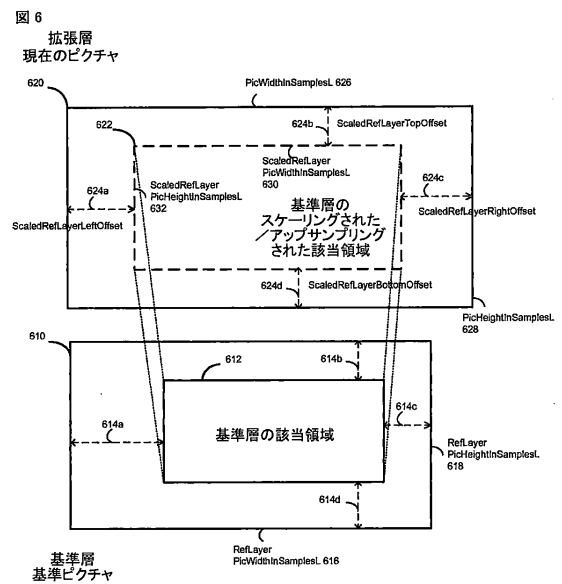 図 6
拡張層
現在のピクチャ
620
PicWidthInSamplesL 626
622
624b
ScaledRefLayerTopOffset
ScaledRefLayer
PicWidthInSamplesL
630
624a
ScaledRefLayer
PicHeightInSamplesL
632
624c
ScaledRefLayerLeftOffset
ScaledRefLayerRightOffset
基準層の
スケーリングされた
／アップサンプリング
された該当領域
624d
ScaledRefLayerBottomOffset
PicHeightInSamplesL
628
610
612
614b
614a
基準層の該当領域
614c
RefLayer
PicHeightInSamplesL
618
614d
RefLayer
PicWidthInSamplesL 616
基準層
基準ピクチャ